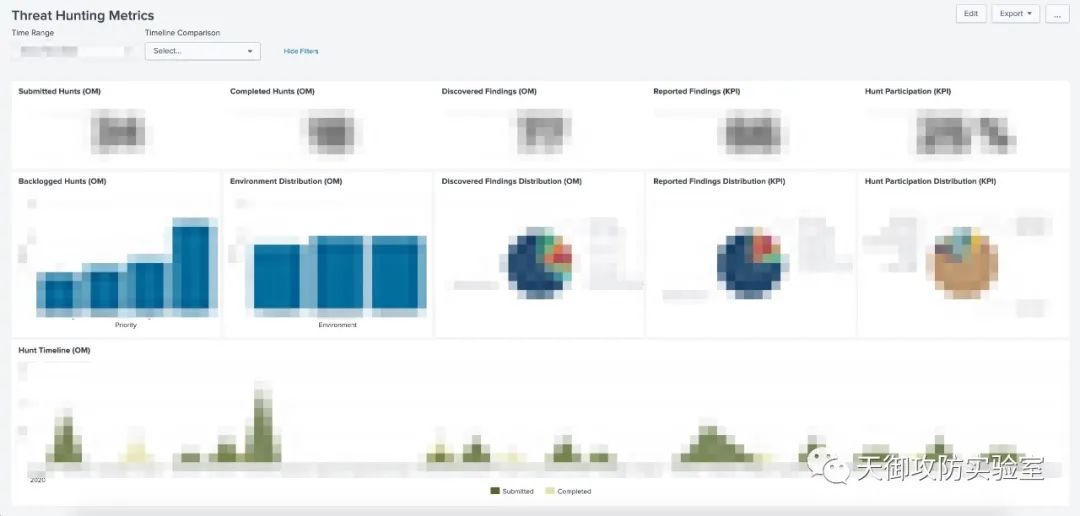 Threat Hunting Metrics
Edit
Export
...
Time Range
Timeline Comparison
Select...
Hide Filters
Submitted Hunts (OM)
Completed Hunts (OM)
Discovered Findings (OM)
Reported Findings (KPI)
Hunt Participation (KPI)
Backlogged Hunts (OM)
Environment Distribution (OM)
Discovered Findings Distribution (OM)
Reported Findings Distribution (KPI)
Hunt Participation Distribution (KPI)
Priority
Environment
Hunt Timeline (OM)
2020
Submitted
Completed
天御攻防实验室